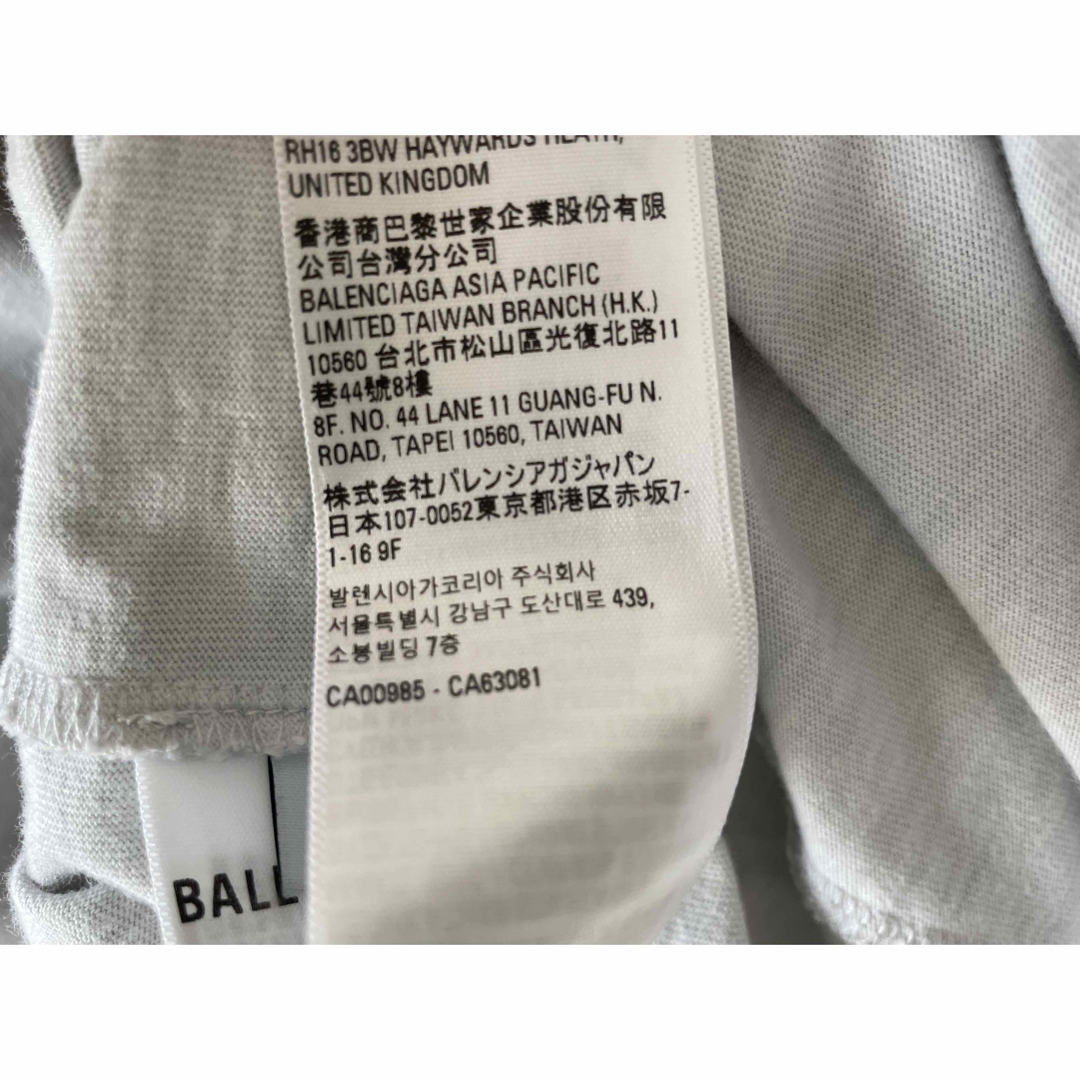 RH16 3BW HAYWARDS HEATH,
UNITED KINGDOM
香港商巴黎世家企業股份有限
公司台灣分公司
BALENCIAGA ASIA PACIFIC
LIMITED TAIWAN BRANCH (H.K.)
10560 台北市松山區光復北路11
巷44號8樓
8F. NO. 44 LANE 11 GUANG-FU N.
ROAD, TAPEI 10560, TAIWAN
株式会社バレンシアガジャパン
日本107-0052東京都港区赤坂7-
1-16 9F
발렌시아가코리아 주식회사
서울특별시 강남구 도산대로 439,
소봉빌딩 7층
CA00985 - CA63081
BALL